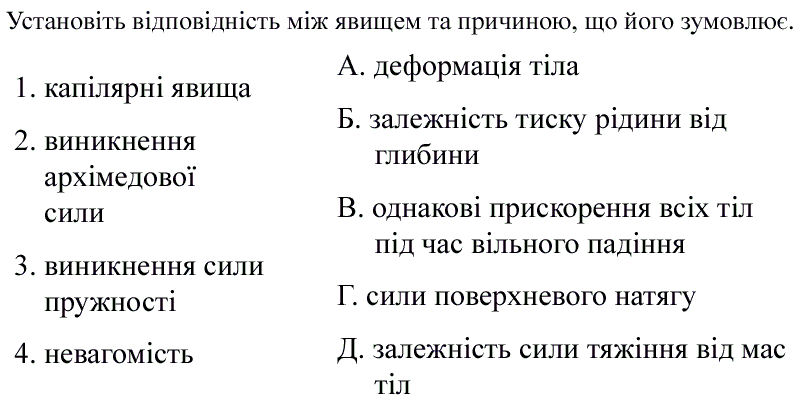 Установіть відповідність між явищем та причиною, що його зумовлює.
1. капілярні явища
2. виникнення
архімедової
сили
3. виникнення сили
пружності
4. невагомість
А. деформація тіла
Б. залежність тиску рідини від
глибини
В. однакові прискорення всіх тіл
під час вільного падіння
Г. сили поверхневого натягу
Д. залежність сили тяжіння від мас
тіл